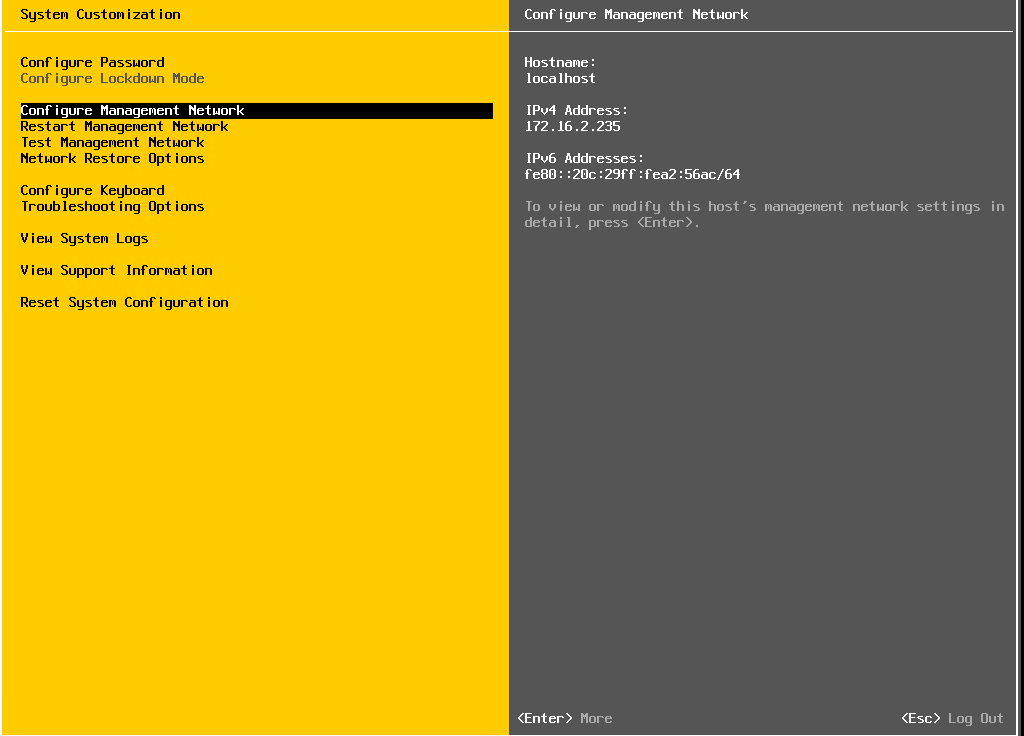 System Customization
Configure Password
Configure Lockdown Mode
Configure Management Network
Restart Management Network
Test Management Network
Network Restore Options
Configure Keyboard
Troubleshooting Options
View System Logs
View Support Information
Reset System Configuration
Configure Management Network
Hostname:
localhost
IPv4 Address:
172.16.2.235
IPv6 Addresses:
fe80::20c:29ff:fea2:56ac/64
To view or modify this host's management network settings in
detail, press <Enter>.
<Enter> More
<Esc> Log Out